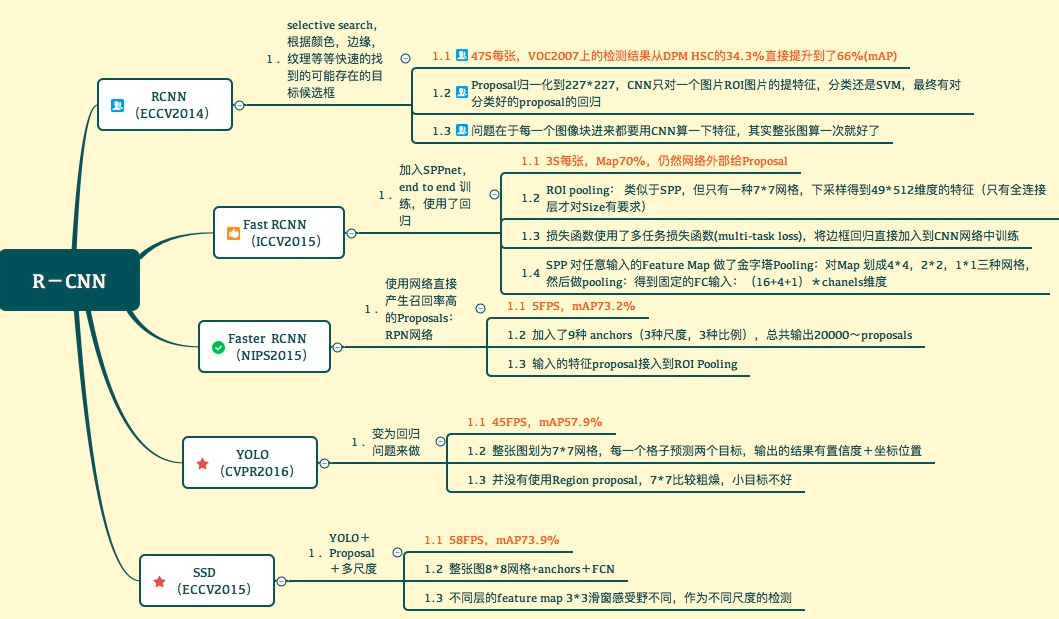 R－CNN
RCNN
（ECCV2014）
1．
selective search,
根据颜色，边缘，
纹理等等快速的找
到的可能存在的目
标候选框
1.1 47S每张，VOC2007上的检测结果从DPM HSC的34.3%直接提升到了66%(mAP)
1.2 Proposal归一化到227*227，CNN只对一个图片ROI图片的提特征，分类还是SVM，最终有对
分类好的proposal的回归
1.3 问题在于每一个图像块进来都要用CNN算一下特征，其实整张图算一次就好了
Fast RCNN
（ICCV2015）
1．
加入SPPnet，
end to end 训
练，使用了回
归
1.1 3S每张，Map70%，仍然网络外部给Proposal
1.2 ROI pooling： 类似于SPP，但只有一种7*7网格，下采样得到49*512维度的特征（只有全连接
层才对Size有要求）
1.3 损失函数使用了多任务损失函数(multi-task loss)，将边框回归直接加入到CNN网络中训练
1.4 SPP 对任意输入的Feature Map 做了金字塔Pooling：对Map 划成4*4，2*2，1*1三种网格，
然后做pooling：得到固定的FC输入：（16+4+1）＊chanels维度
Faster RCNN
（NIPS2015）
1．
使用网络直接
产生召回率高
的Proposals：
RPN网络
1.1 5FPS，mAP73.2%
1.2 加入了9种 anchors（3种尺度，3种比例），总共输出20000～proposals
1.3 输入的特征proposal接入到ROI Pooling
YOLO
（CVPR2016）
1．
变为回归
问题来做
1.1 45FPS，mAP57.9%
1.2 整张图划为7*7网格，每一个格子预测两个目标，输出的结果有置信度＋坐标位置
1.3 并没有使用Region proposal，7*7比较粗燥，小目标不好
SSD
（ECCV2015）
1．
YOLO＋
Proposal
＋多尺度
1.1 58FPS，mAP73.9%
1.2 整张图8*8网格+anchors＋FCN
1.3 不同层的feature map 3*3滑窗感受野不同，作为不同尺度的检测